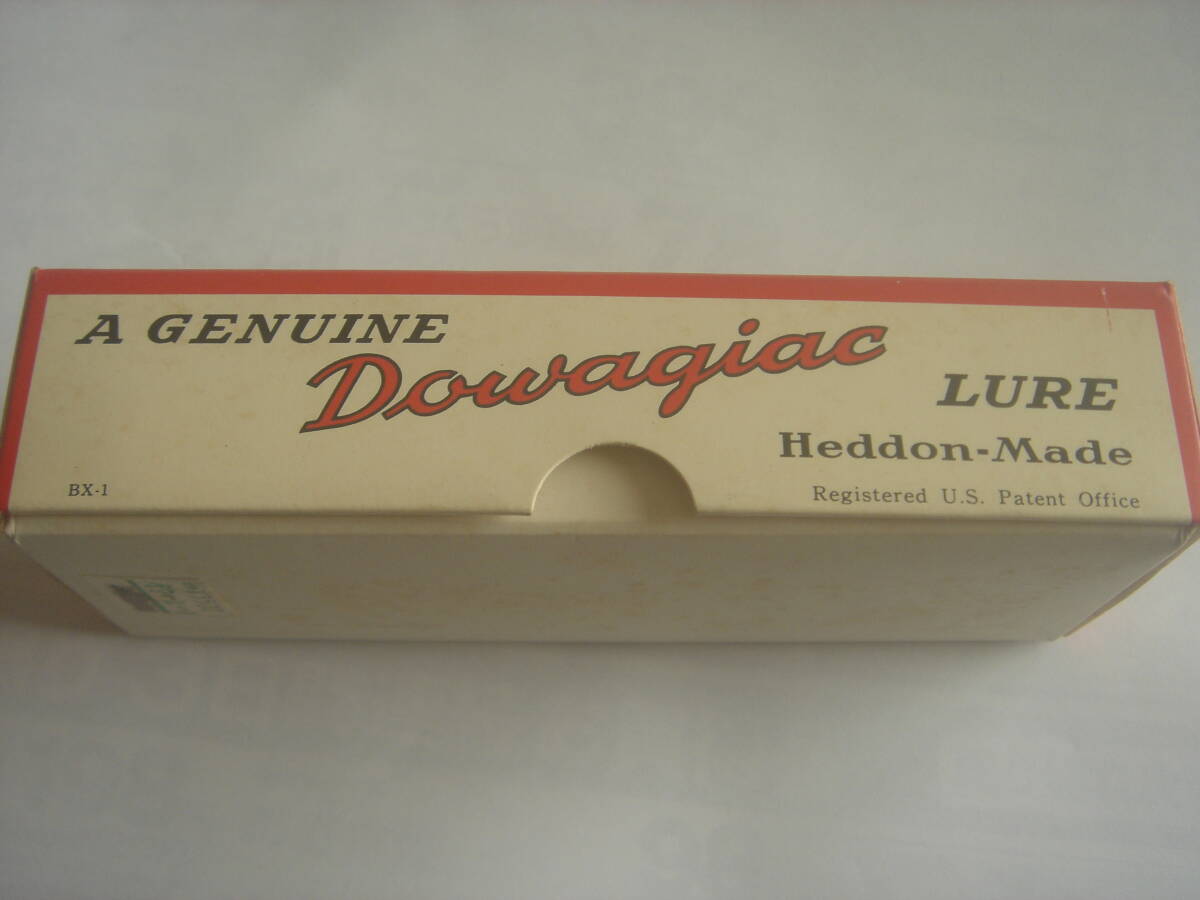 A GENUINE
Dowagiac
LURE
Heddon-Made
BX-1
Registered U.S. Patent Office